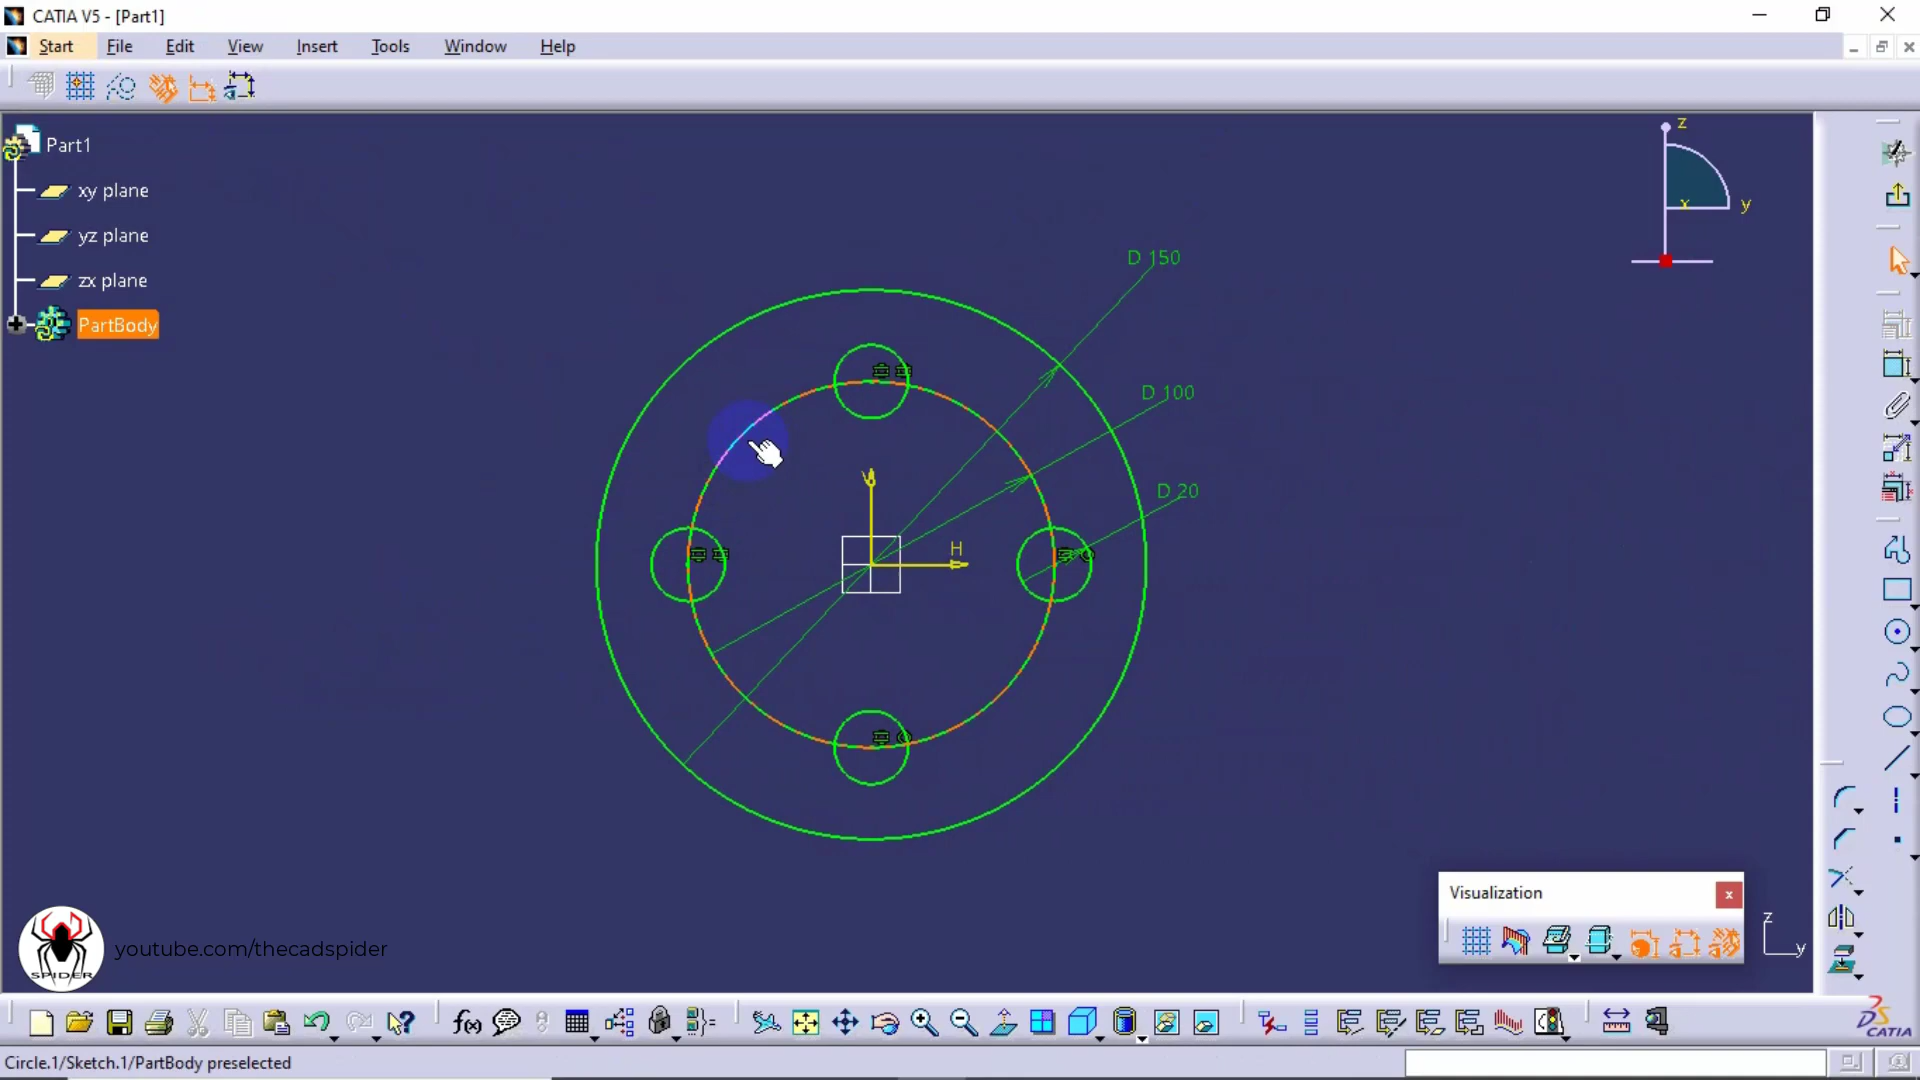 CATIA V5 - [Part1]
Start File Edit View Insert Tools Window Help
Part1
xy plane
yz plane
zx plane
PartBody
z
x
y
D 150
D 100
D 20
V
H
Visualization
x
z
y
SPIDER
youtube.com/thecadspider
f(x)
CATIA
Circle.1/Sketch.1/PartBody preselected